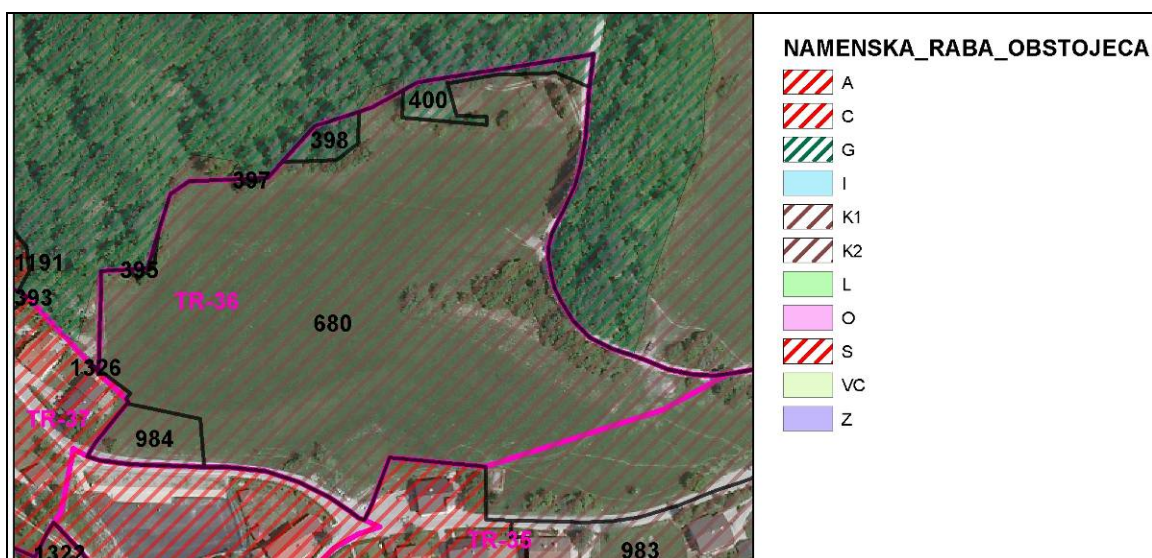 NAMENSKA_RABA_OBSTOJECA
A
C
G
I
K1
K2
L
O
S
VC
Z
400
398
397
1191
395
393
TR-36
680
1326
TR-37
984
TR-35
1322
983